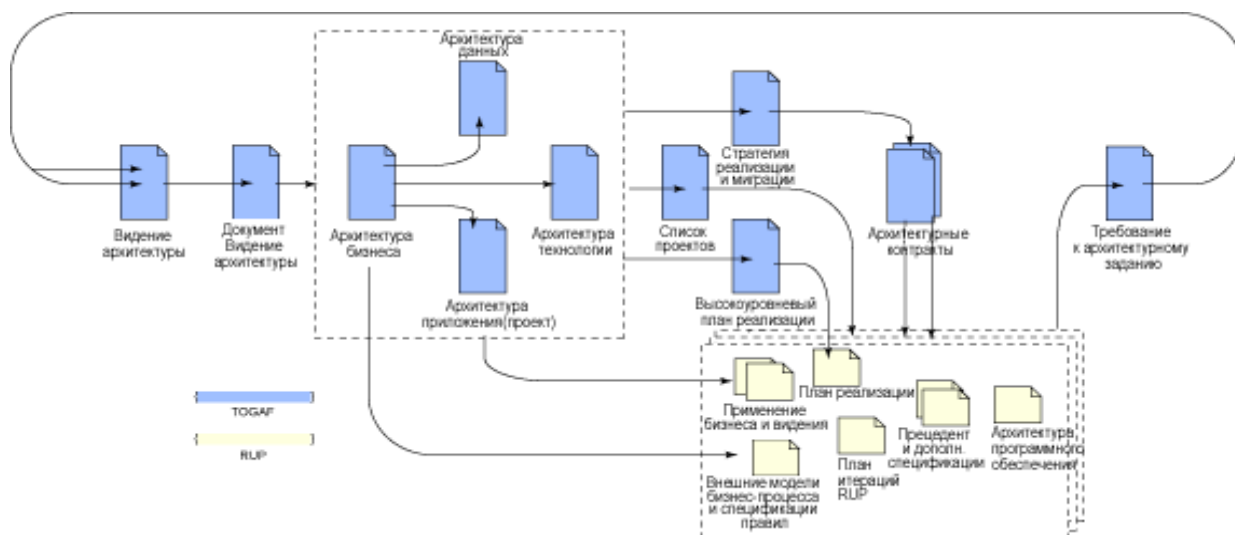 Архитектура
данных
Видение
архитектуры
Документ
Видение
архитектуры
Архитектура
бизнеса
Архитектура
технологии
Архитектура
приложения(проект)
Стратегия
реализации
и миграции
Список
проектов
Высокоуровневый
план реализации
Архитектурные
контракты
Требование
к архитектурному
заданию
TOGAF
RUP
Применение
бизнеса и видения
План реализации
Прецедент
и дополн.
спецификации
Архитектура
программного
обеспечения
Внешние модели
бизнес-процесса
и спецификации
правил
План
итераций
RUP